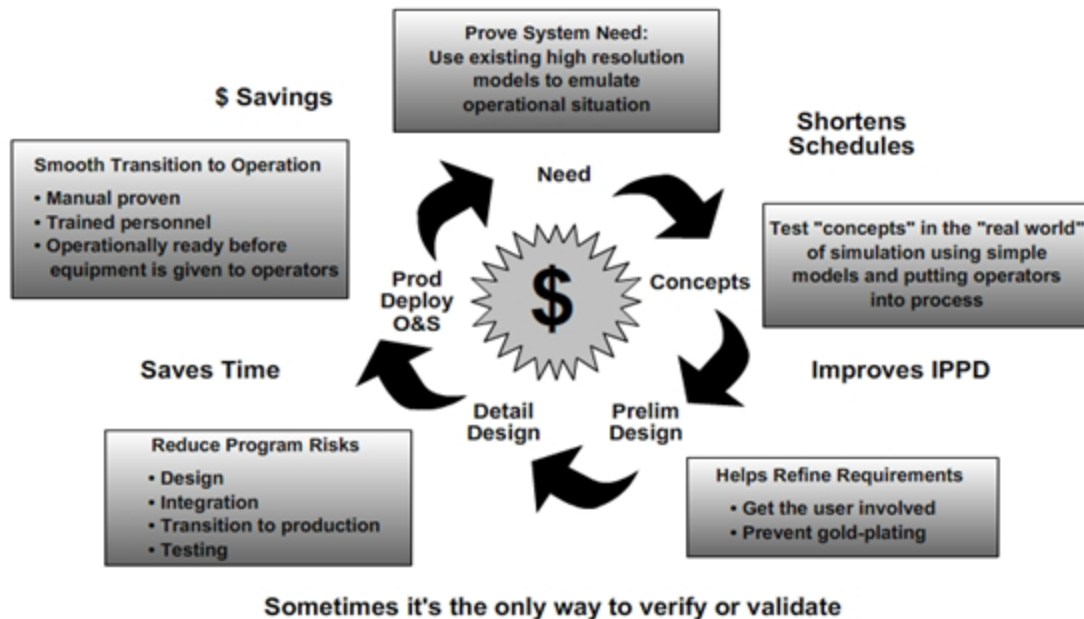 Prove System Need:
Use existing high resolution
models to emulate
operational situation
$ Savings
Shortens
Schedules
Smooth Transition to Operation
• Manual proven
• Trained personnel
• Operationally ready before
equipment is given to operators
Need
Test "concepts" in the "real world"
of simulation using simple
models and putting operators
into process
Concepts
$
Prod
Deploy
O&S
Saves Time
Improves IPPD
Detail
Design
Prelim
Design
Reduce Program Risks
• Design
• Integration
• Transition to production
• Testing
Helps Refine Requirements
• Get the user involved
• Prevent gold-plating
Sometimes it's the only way to verify or validate